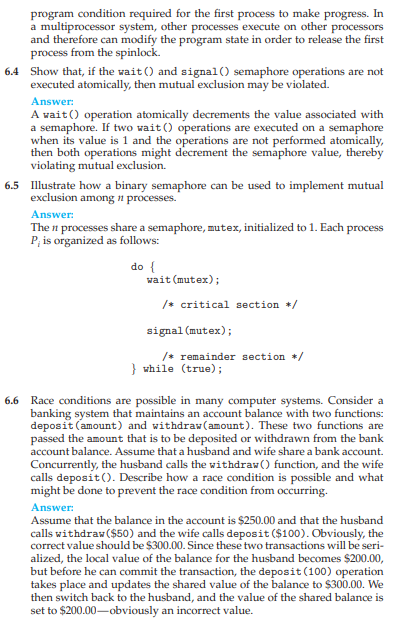 program condition required for the first process to make progress. In
a multiprocessor system, other processes execute on other processors
and therefore can modify the program state in order to release the first
process from the spinlock.
6.4 Show that, if the wait() and signal() semaphore operations are not
executed atomically, then mutual exclusion may be violated.
Answer:
A wait() operation atomically decrements the value associated with
a semaphore. If two wait() operations are executed on a semaphore
when its value is 1 and the operations are not performed atomically,
then both operations might decrement the semaphore value, thereby
violating mutual exclusion.
6.5 Illustrate how a binary semaphore can be used to implement mutual
exclusion among n processes.
Answer:
The n processes share a semaphore, mutex, initialized to 1. Each process
Pi is organized as follows:
do {
wait(mutex);
/* critical section */
signal(mutex);
/* remainder section */
} while (true);
6.6 Race conditions are possible in many computer systems. Consider a
banking system that maintains an account balance with two functions:
deposit(amount) and withdraw(amount). These two functions are
passed the amount that is to be deposited or withdrawn from the bank
account balance. Assume that a husband and wife share a bank account.
Concurrently, the husband calls the withdraw() function, and the wife
calls deposit(). Describe how a race condition is possible and what
might be done to prevent the race condition from occurring.
Answer:
Assume that the balance in the account is $250.00 and that the husband
calls withdraw($50) and the wife calls deposit($100). Obviously, the
correct value should be $300.00. Since these two transactions will be seri-
alized, the local value of the balance for the husband becomes $200.00,
but before he can commit the transaction, the deposit(100) operation
takes place and updates the shared value of the balance to $300.00. We
then switch back to the husband, and the value of the shared balance is
set to $200.00—obviously an incorrect value.